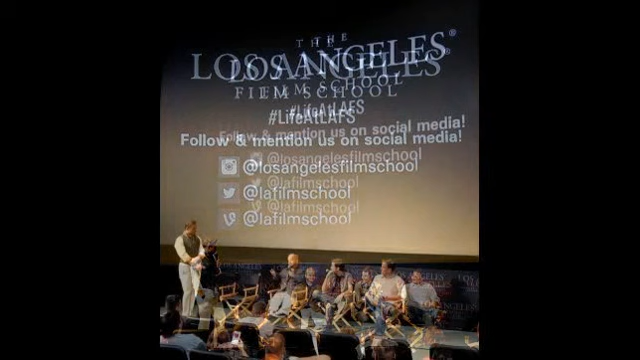 THE
LOS ANGELES®
FILM SCHOOL
#LifeAtLAFS
Follow & mention us on social media!
@losangelesfilmschool
@lafilmschool
@lafilmschool